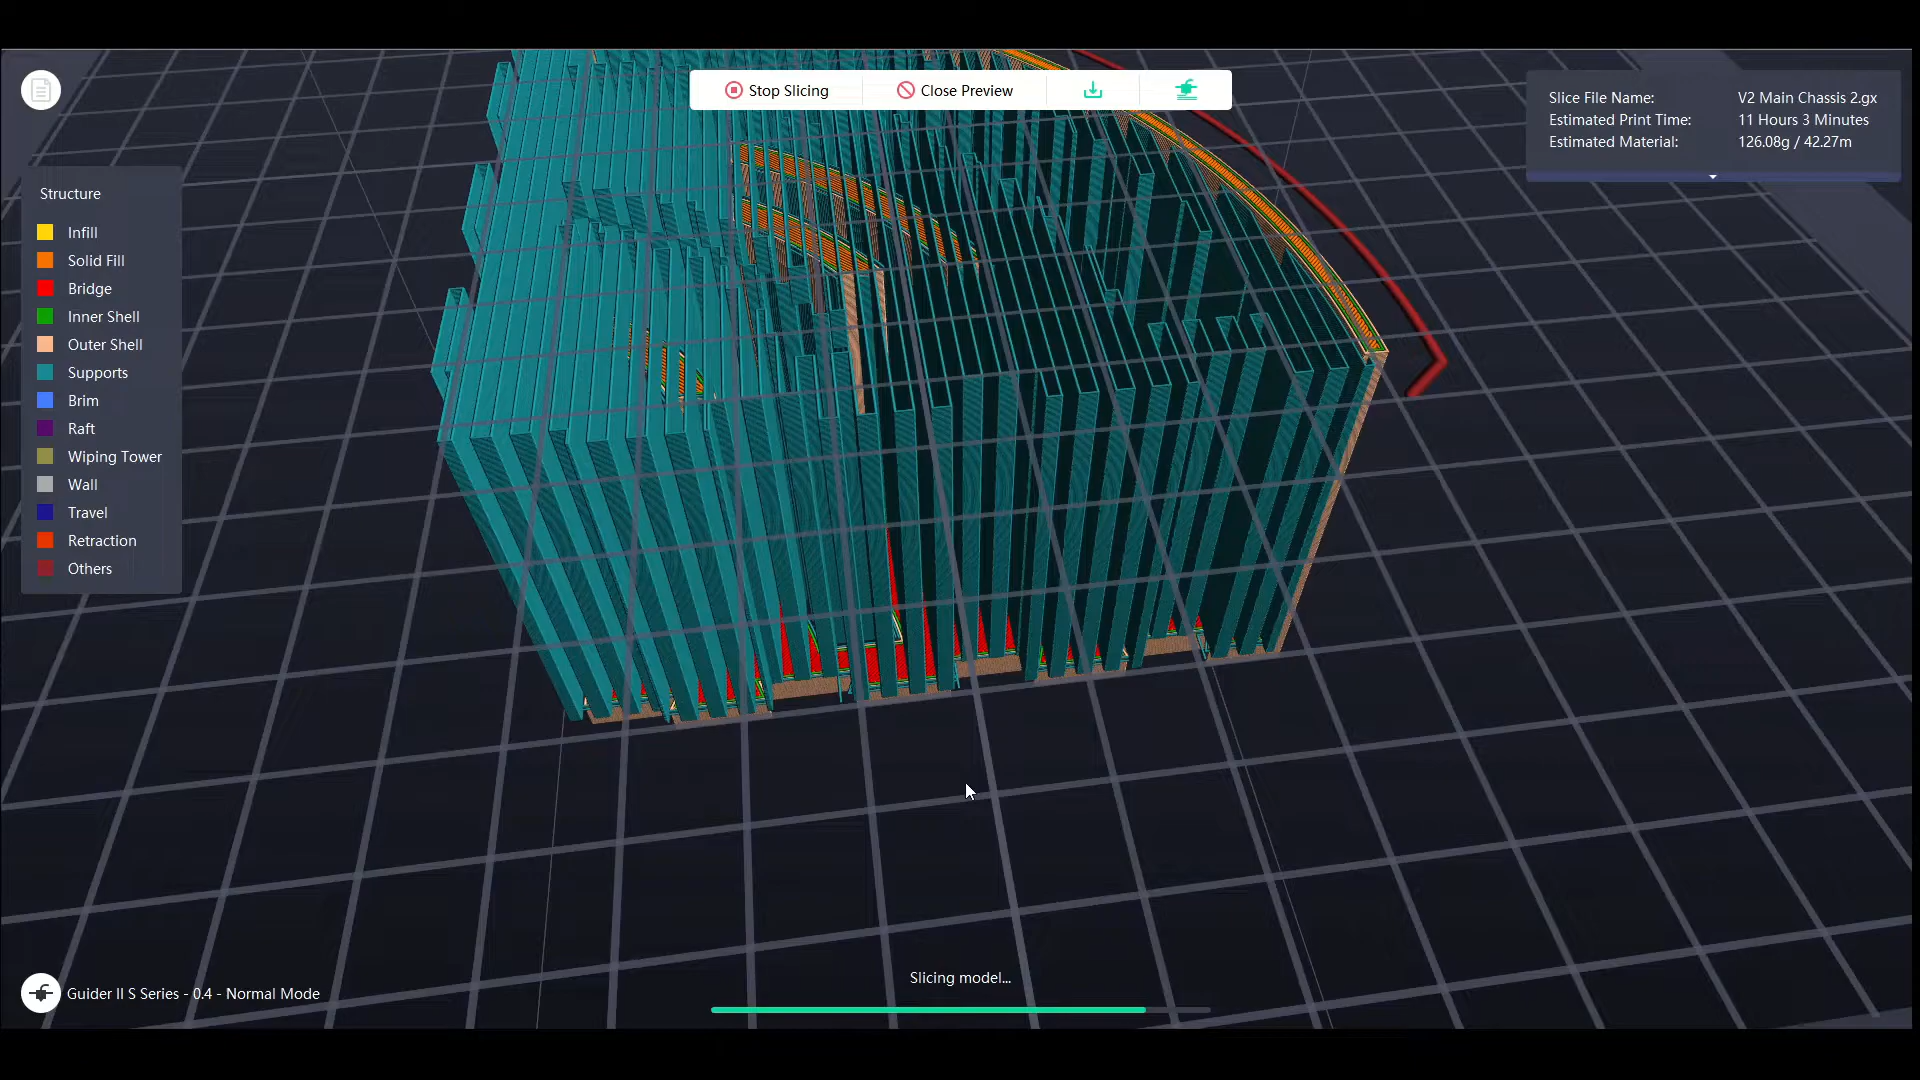 Stop Slicing
Close Preview
Slice File Name: V2 Main Chassis 2.gx
Estimated Print Time: 11 Hours 3 Minutes
Estimated Material: 126.08g / 42.27m
Structure
Infill
Solid Fill
Bridge
Inner Shell
Outer Shell
Supports
Brim
Raft
Wiping Tower
Wall
Travel
Retraction
Others
Slicing model...
Guider II S Series - 0.4 - Normal Mode